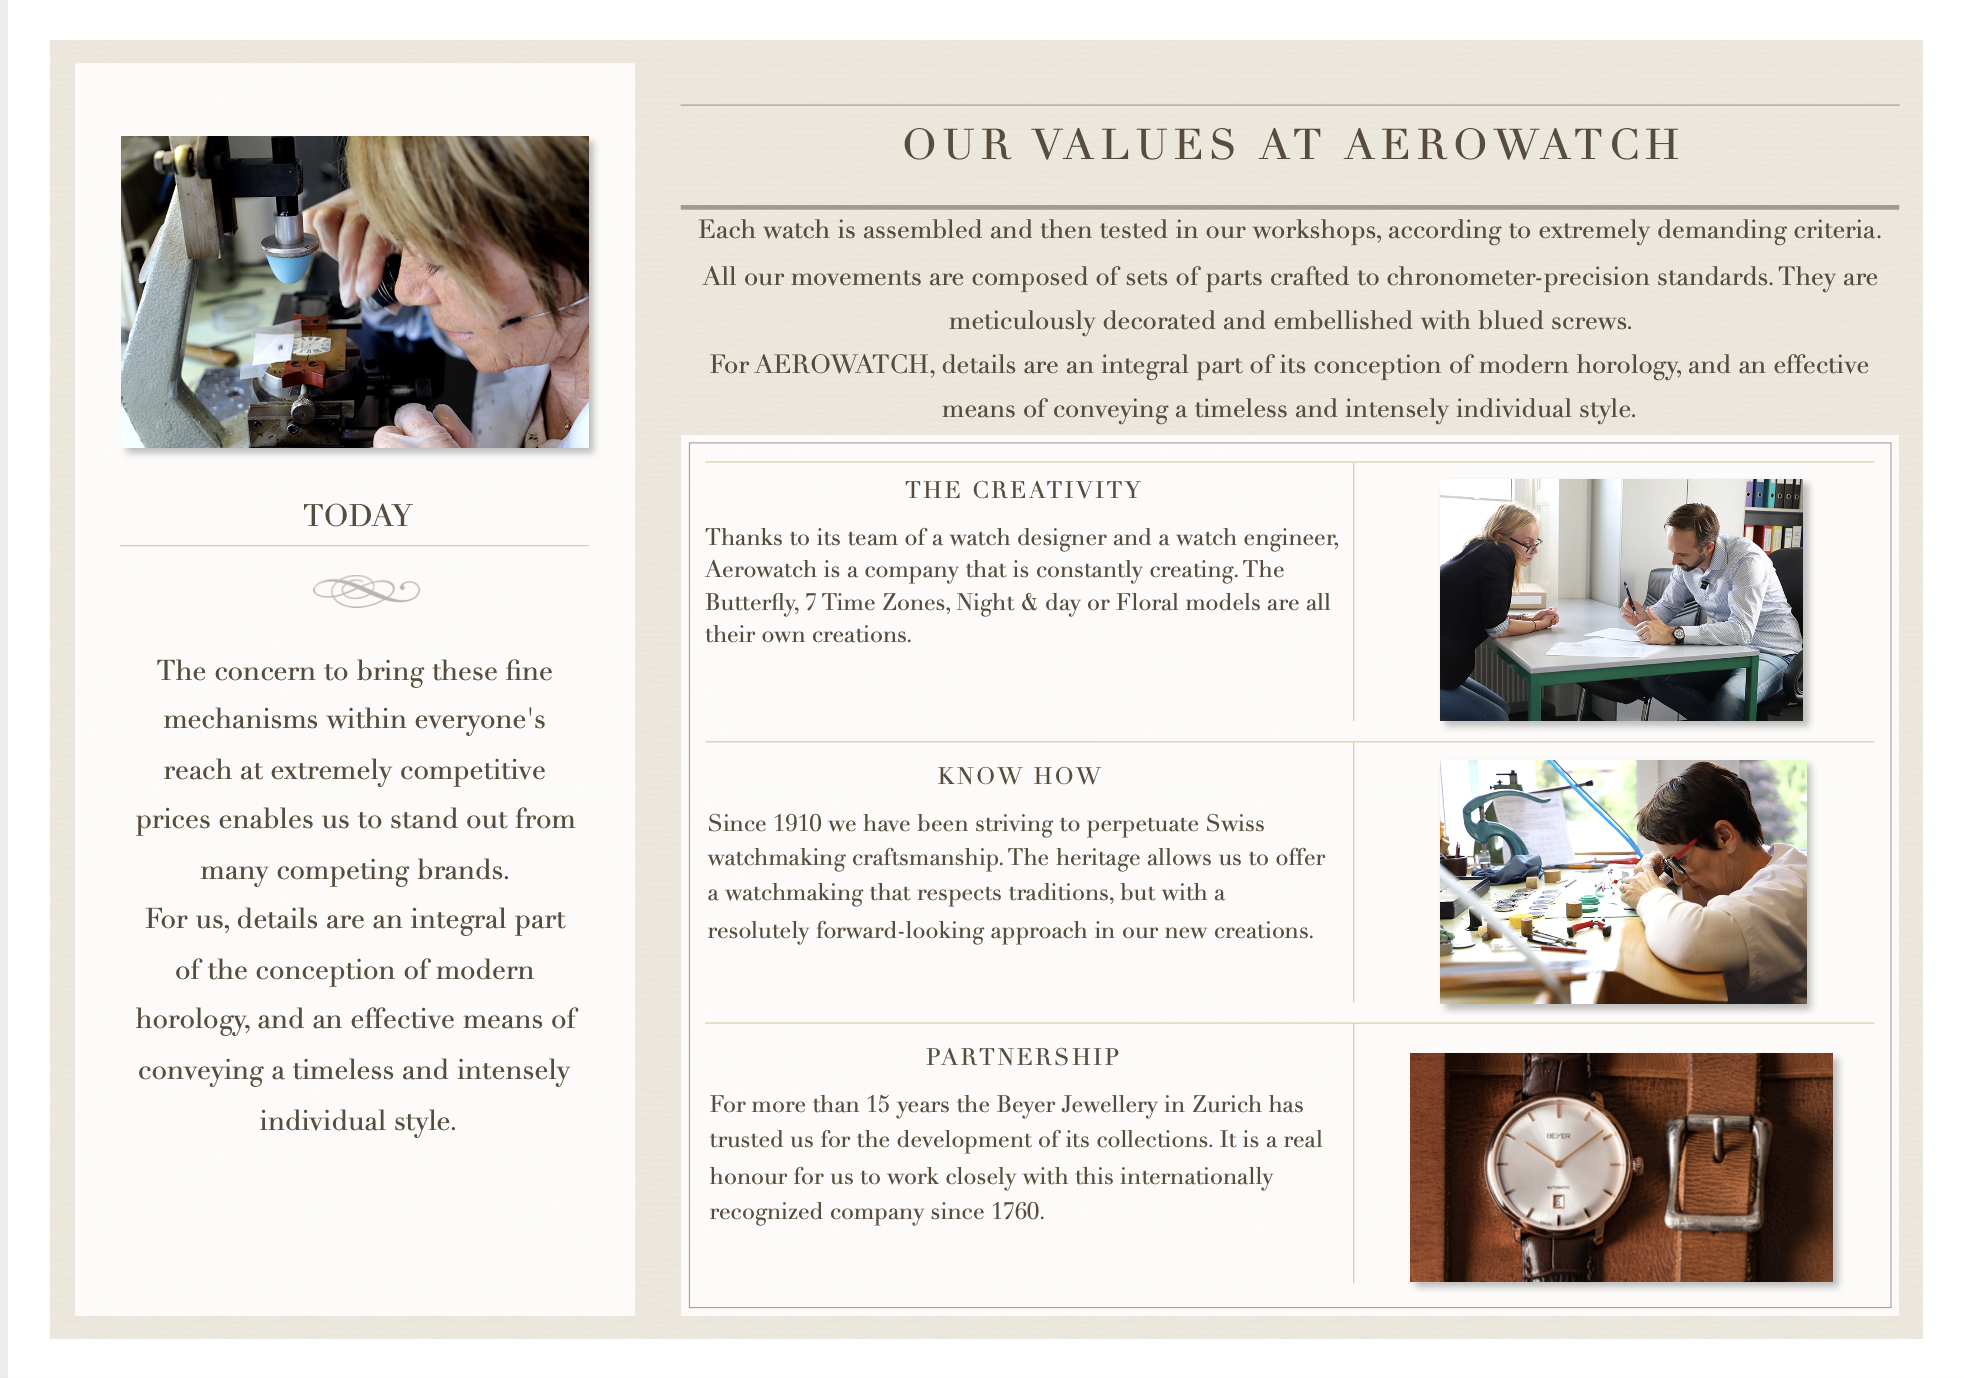 TODAY
The concern to bring these fine
mechanisms within everyone's
reach at extremely competitive
prices enables us to stand out from
many competing brands.
For us, details are an integral part
of the conception of modern
horology, and an effective means of
conveying a timeless and intensely
individual style.
OUR VALUES AT AEROWATCH
Each watch is assembled and then tested in our workshops, according to extremely demanding criteria.
All our movements are composed of sets of parts crafted to chronometer-precision standards. They are
meticulously decorated and embellished with blued screws.
For AEROWATCH, details are an integral part of its conception of modern horology, and an effective
means of conveying a timeless and intensely individual style.
THE CREATIVITY
Thanks to its team of a watch designer and a watch engineer,
Aerowatch is a company that is constantly creating. The
Butterfly, 7 Time Zones, Night & day or Floral models are all
their own creations.
KNOW HOW
Since 1910 we have been striving to perpetuate Swiss
watchmaking craftsmanship. The heritage allows us to offer
a watchmaking that respects traditions, but with a
resolutely forward-looking approach in our new creations.
PARTNERSHIP
For more than 15 years the Beyer Jewellery in Zurich has
trusted us for the development of its collections. It is a real
honour for us to work closely with this internationally
recognized company since 1760.
BEYER
AUTOMATIC